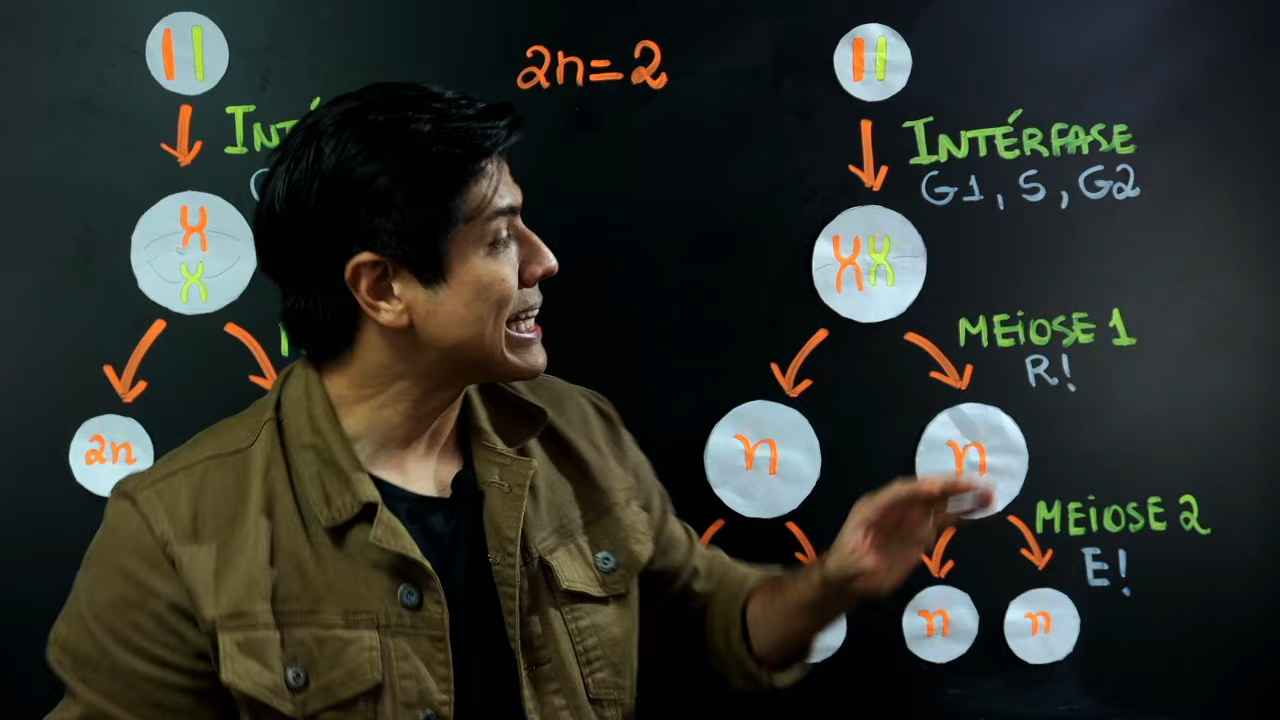 2n=2
2n
INTÉRFASE
G1, S, G2
MEIOSE 1
R!
n
n
MEIOSE 2
E!
n
n